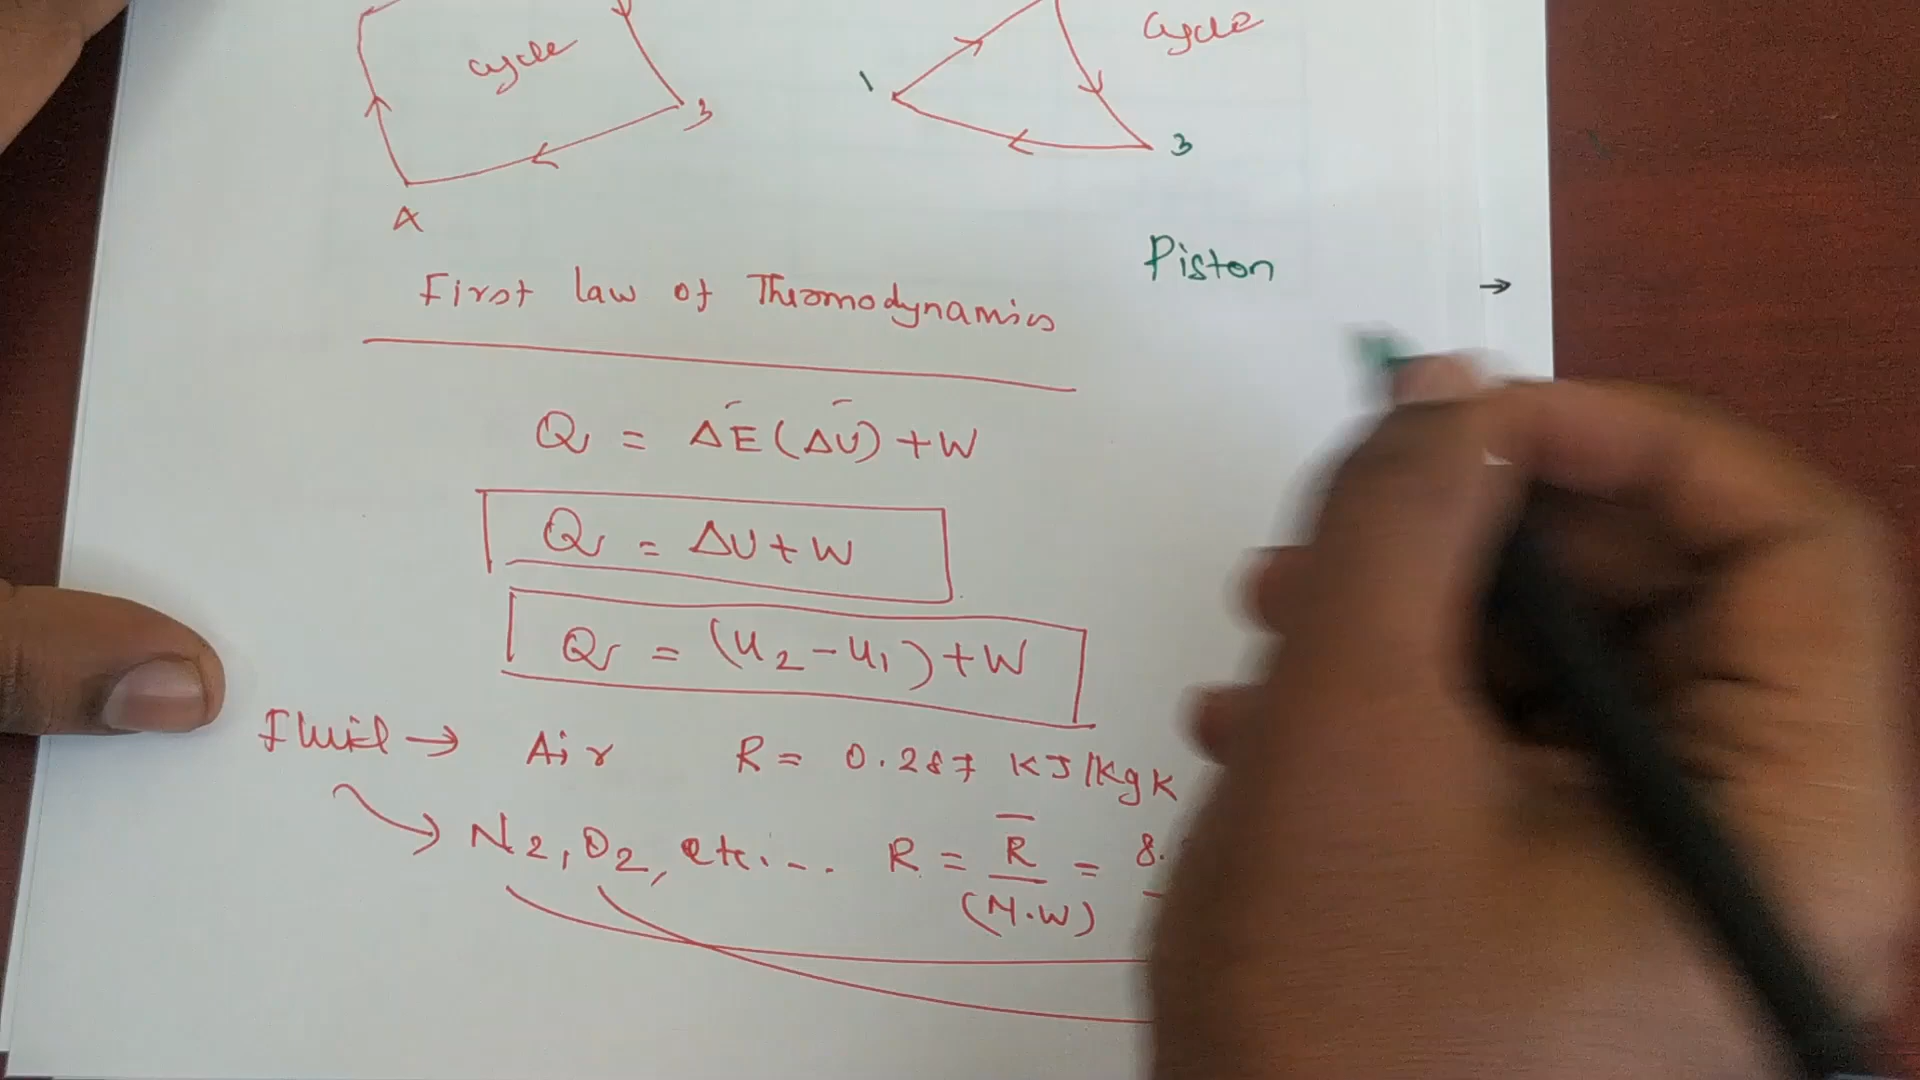 cycle
3
A
Cycle
1
3
Piston
→
First law of Thermodynamics
Q = ΔE (ΔU) + W
Q = ΔU + W
Q = (U2 - U1) + W
Fluid → Air R = 0.287 KJ/KgK
→ N2, O2, etc... R = R̅/(M.W) = 8.